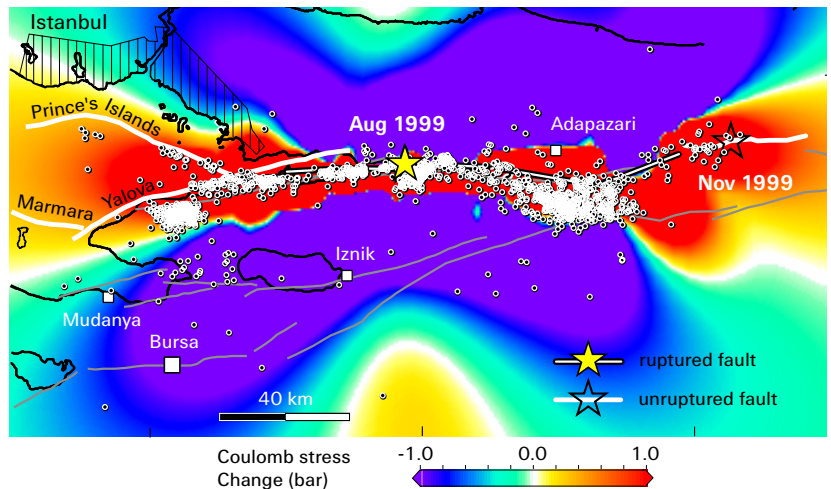 Istanbul
Prince's Islands
Aug 1999
Adapazari
Nov 1999
Yalova
Marmara
Iznik
Mudanya
Bursa
ruptured fault
unruptured fault
40 km
Coulomb stress
Change (bar)
-1.0
0.0
1.0